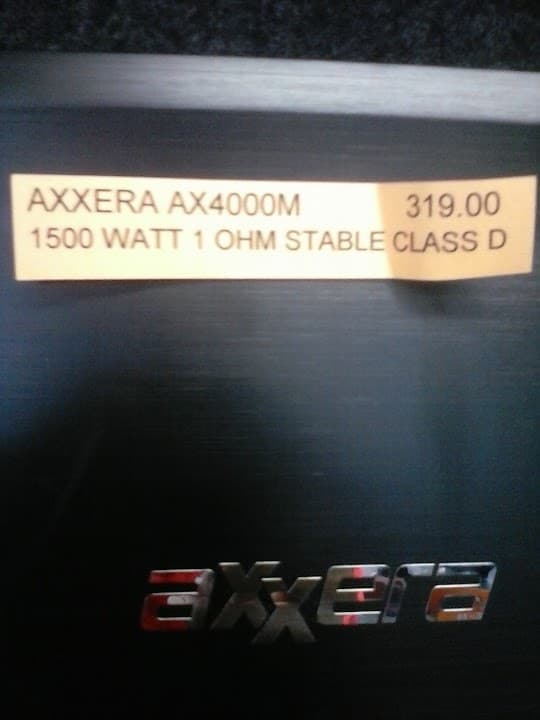 AXXERA AX4000M 319.00
1500 WATT 1 OHM STABLE CLASS D
axxera